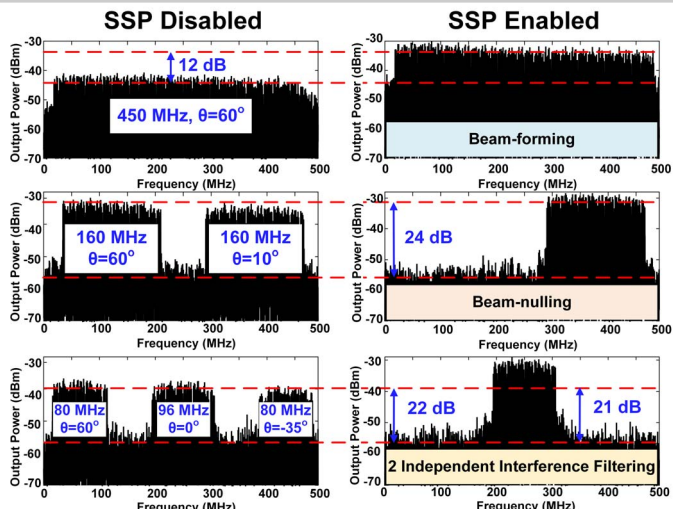 SSP Disabled
SSP Enabled
Output Power (dBm)
-30
-40
-50
-60
-70
12 dB
450 MHz, θ=60°
0 100 200 300 400 500
Frequency (MHz)
Output Power (dBm)
-30
-40
-50
-60
-70
Beam-forming
0 100 200 300 400 500
Frequency (MHz)
Output Power (dBm)
-30
-40
-50
-60
-70
160 MHz
θ=60°
160 MHz
θ=10°
0 100 200 300 400 500
Frequency (MHz)
Output Power (dBm)
-30
-40
-50
-60
-70
24 dB
Beam-nulling
0 100 200 300 400 500
Frequency (MHz)
Output Power (dBm)
-30
-40
-50
-60
-70
80 MHz
θ=60°
96 MHz
θ=0°
80 MHz
θ=-35°
0 100 200 300 400 500
Frequency (MHz)
Output Power (dBm)
-30
-40
-50
-60
-70
22 dB
21 dB
2 Independent Interference Filtering
0 100 200 300 400 500
Frequency (MHz)